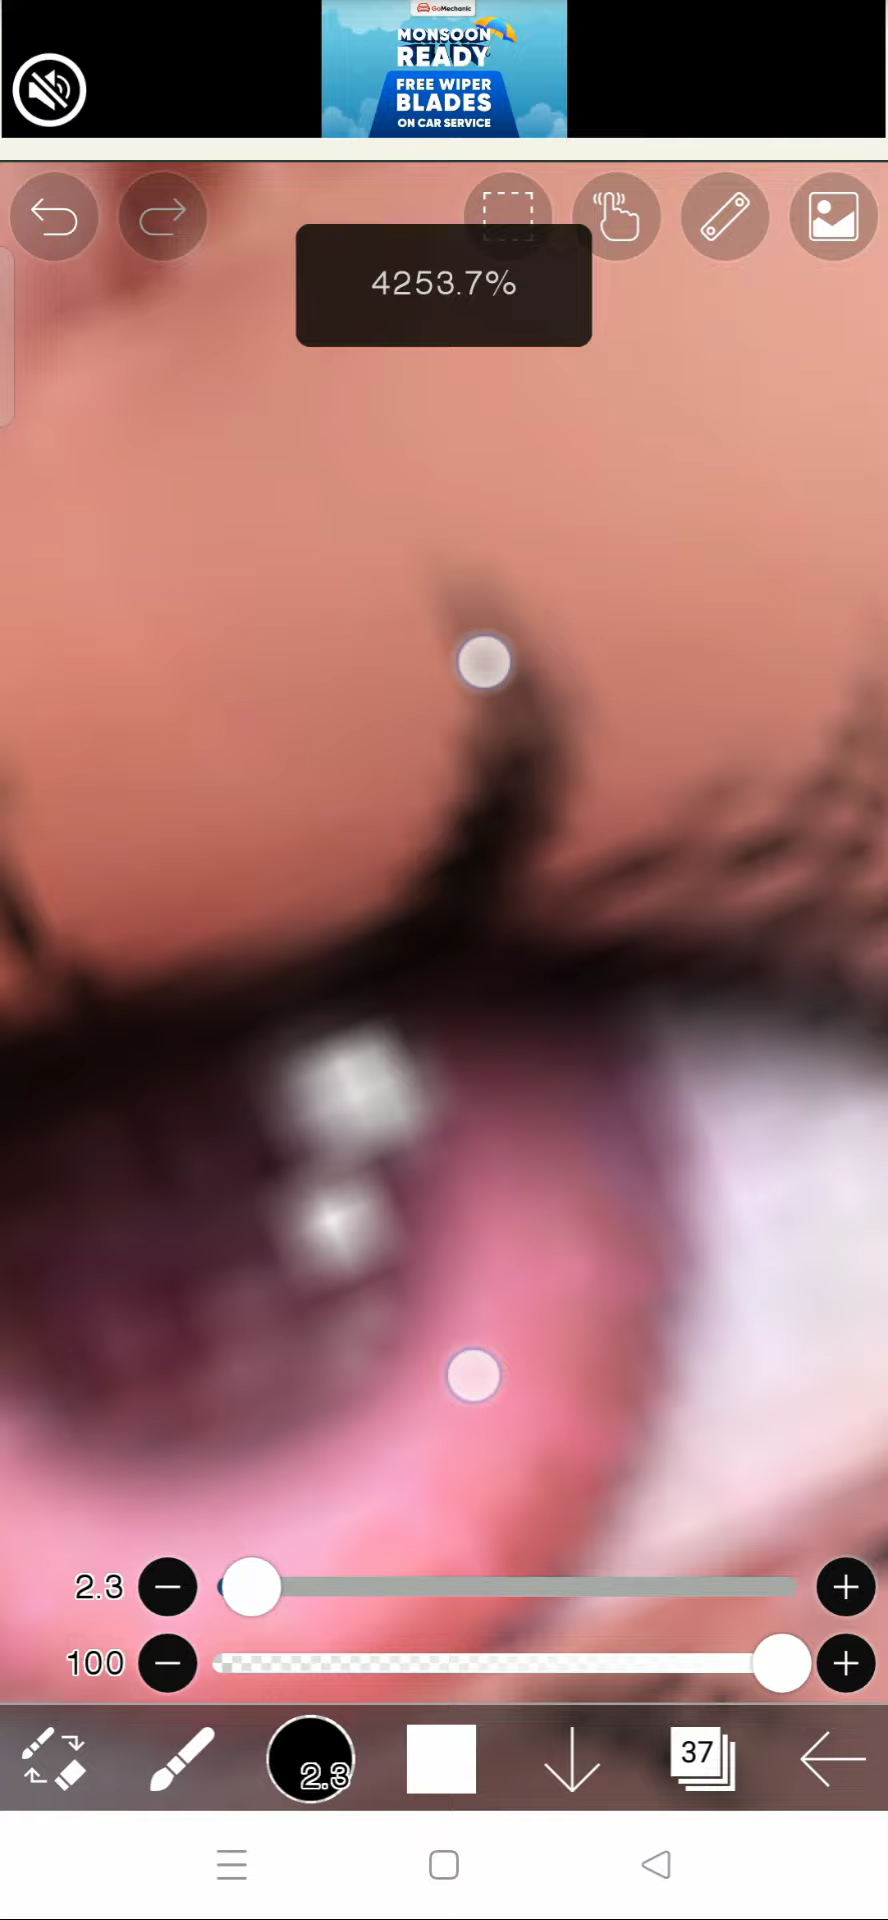 GoMechanic
MONSOON
READY
FREE WIPER
BLADES
ON CAR SERVICE
4253.7%
2.3
100
2.3
37